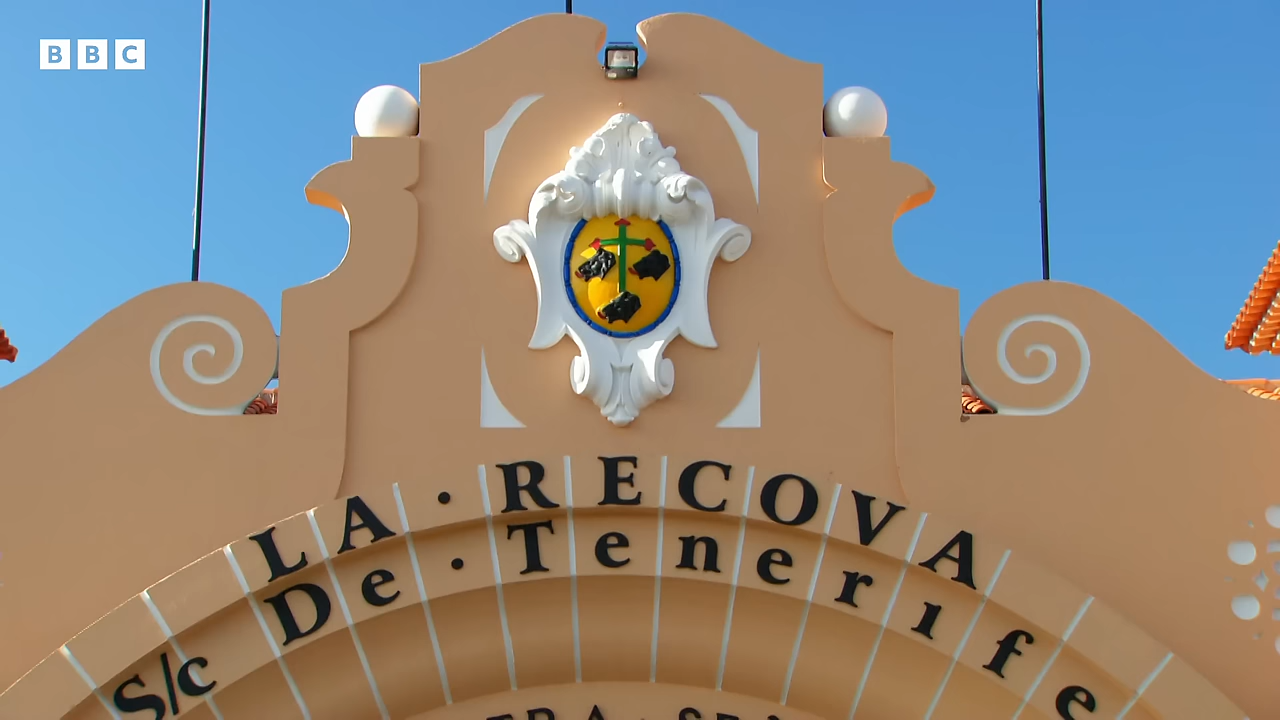 BBC
LA · RECOVA
S/c De · Tenerife